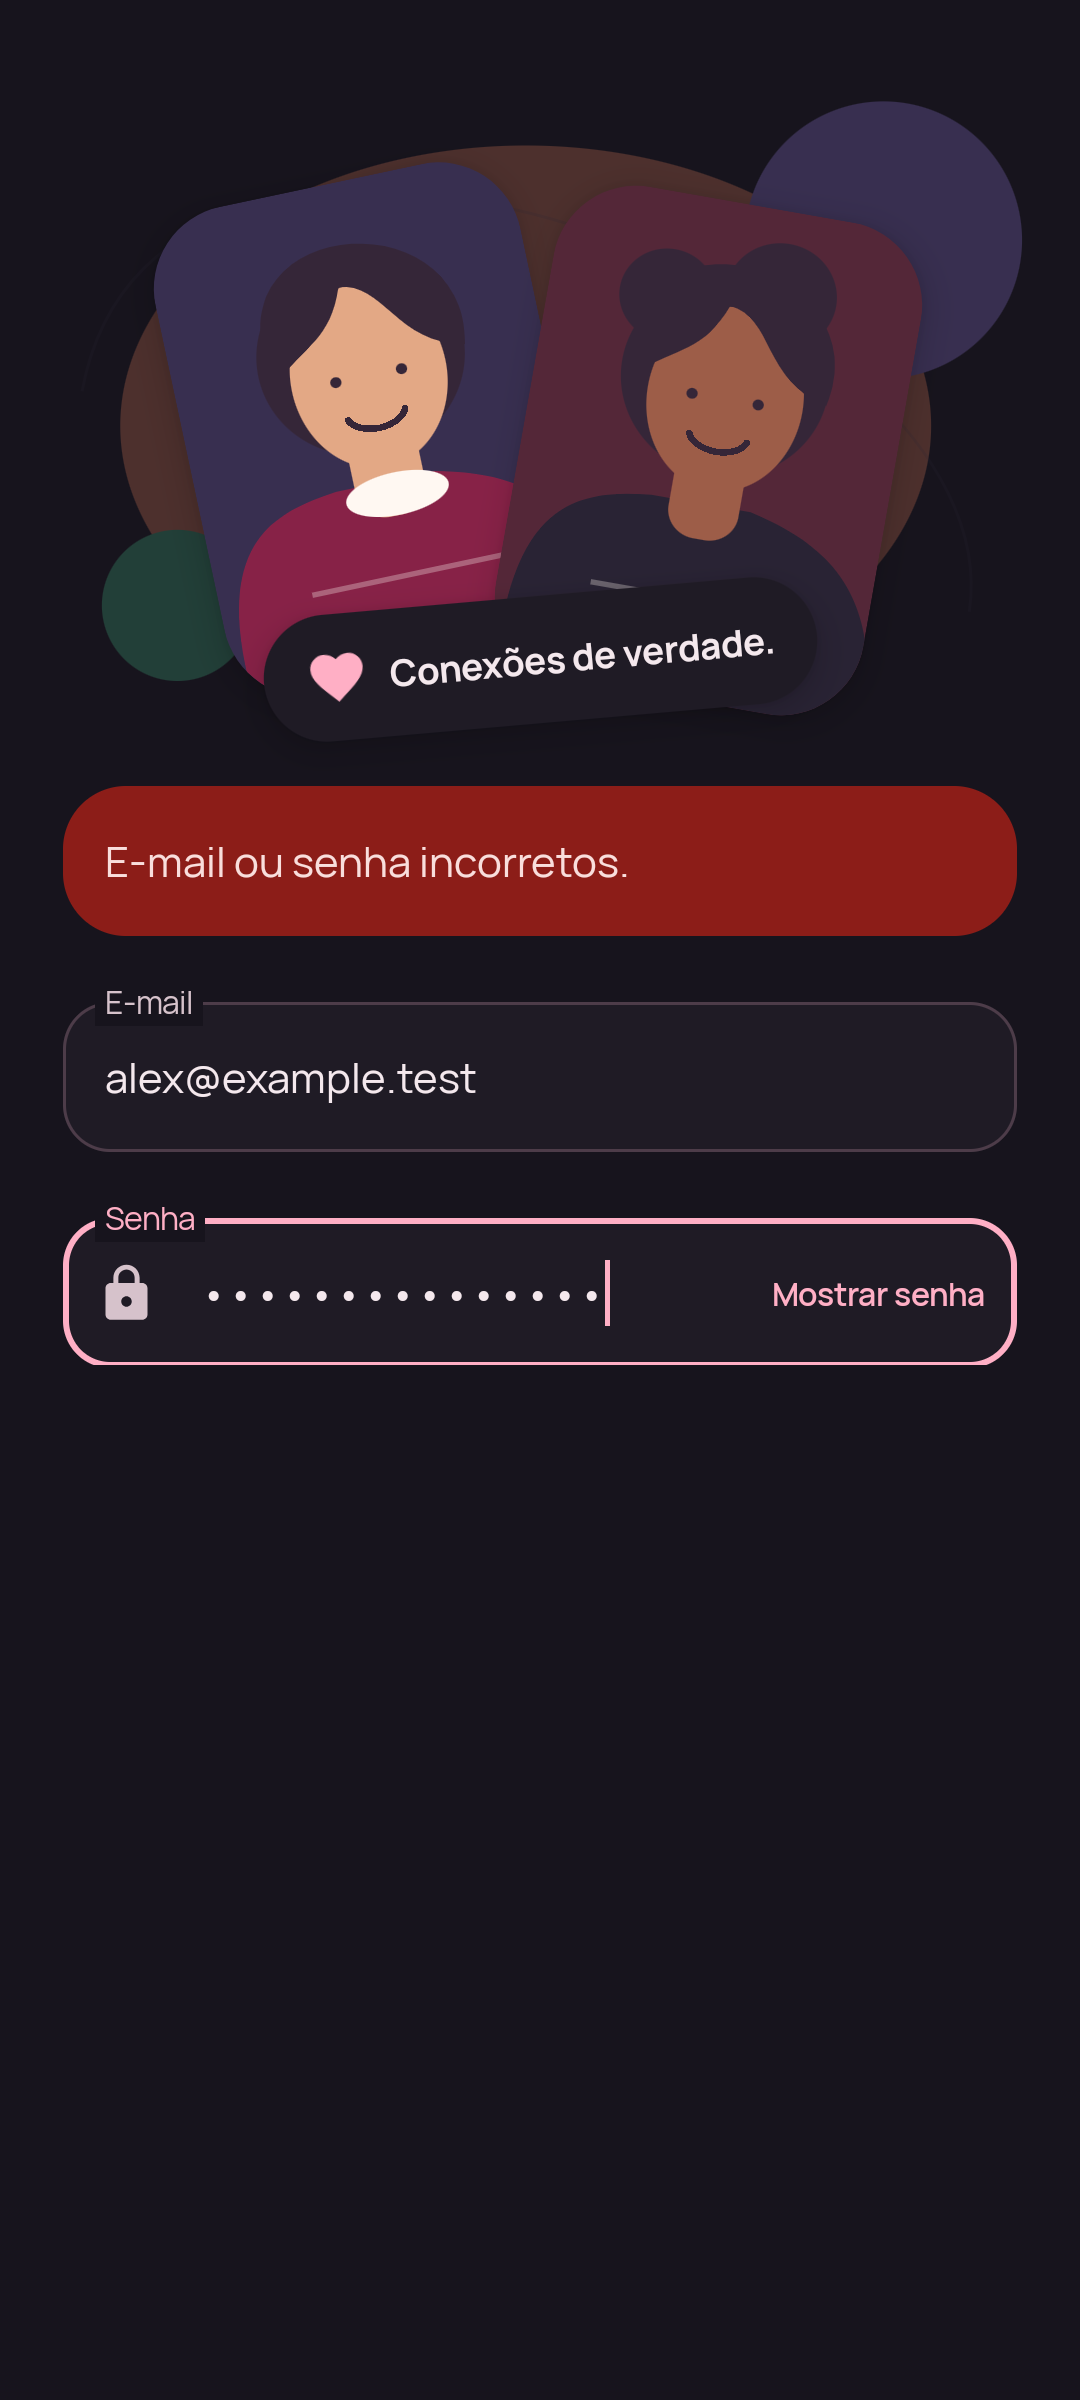 Conexões de verdade.
E-mail ou senha incorretos.
E-mail
alex@example.test
Senha
Mostrar senha